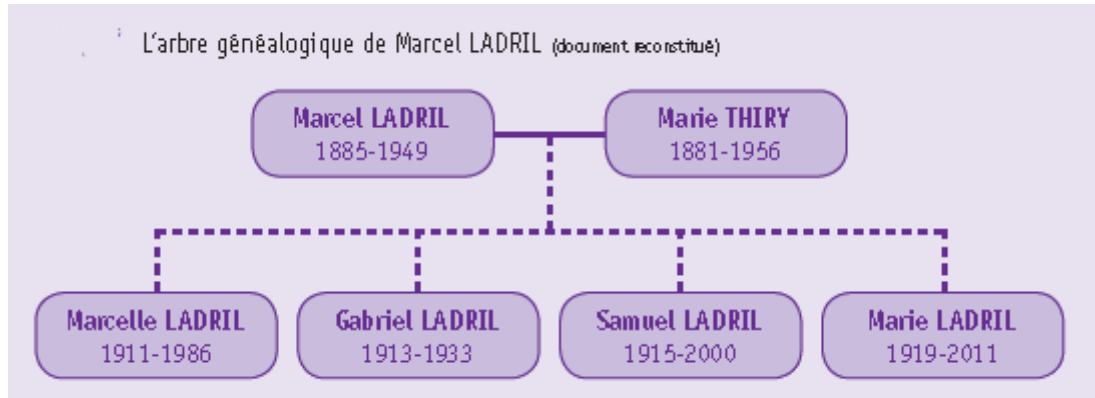 L'arbre généalogique de Marcel LADRIL (document reconstitué)
Marcel LADRIL
1885-1949
Marie THIRY
1881-1956
Marcelle LADRIL
1911-1986
Gabriel LADRIL
1913-1933
Samuel LADRIL
1915-2000
Marie LADRIL
1919-2011